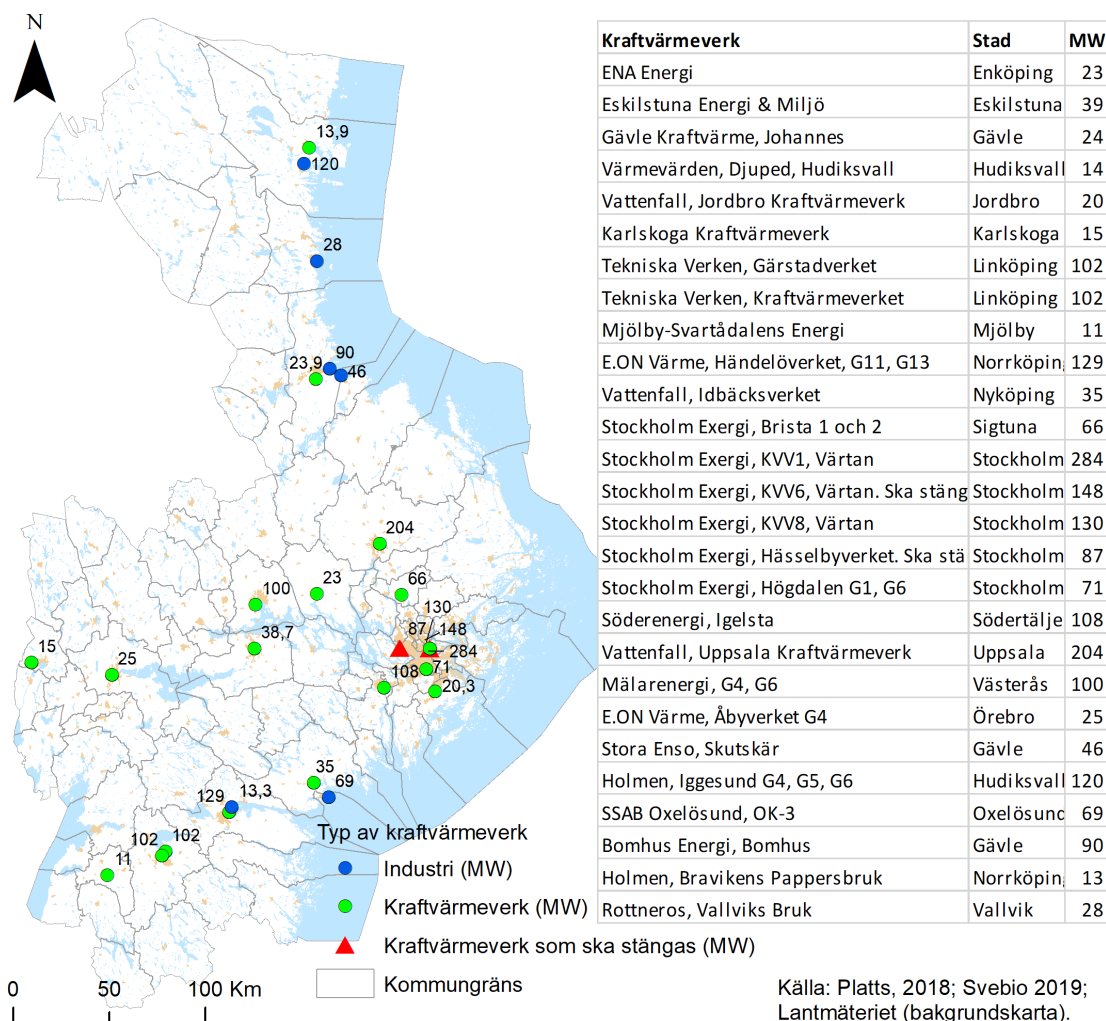 N
13,9
120
28
90
23,9
46
204
100
23
66
130
87
148
38,7
284
15
25
108
71
20,3
35
69
129
13,3
102
102
11
Typ av kraftvärmeverk
Industri (MW)
Kraftvärmeverk (MW)
Kraftvärmeverk som ska stängas (MW)
Kommungräns
0 50 100 Km
Kraftvärmeverk Stad MW
ENA Energi Enköping 23
Eskilstuna Energi & Miljö Eskilstuna 39
Gävle Kraftvärme, Johannes Gävle 24
Värmevärden, Djuped, Hudiksvall Hudiksvall 14
Vattenfall, Jordbro Kraftvärmeverk Jordbro 20
Karlskoga Kraftvärmeverk Karlskoga 15
Tekniska Verken, Gärstadverket Linköping 102
Tekniska Verken, Kraftvärmeverket Linköping 102
Mjölby-Svartådalens Energi Mjölby 11
E.ON Värme, Händelöverket, G11, G13 Norrköpin 129
Vattenfall, Idbäcksverket Nyköping 35
Stockholm Exergi, Brista 1 och 2 Sigtuna 66
Stockholm Exergi, KVV1, Värtan Stockholm 284
Stockholm Exergi, KVV6, Värtan. Ska stäng Stockholm 148
Stockholm Exergi, KVV8, Värtan Stockholm 130
Stockholm Exergi, Hässelbyverket. Ska stä Stockholm 87
Stockholm Exergi, Högdalen G1, G6 Stockholm 71
Söderenergi, Igelsta Södertälje 108
Vattenfall, Uppsala Kraftvärmeverk Uppsala 204
Mälarenergi, G4, G6 Västerås 100
E.ON Värme, Åbyverket G4 Örebro 25
Stora Enso, Skutskär Gävle 46
Holmen, Iggesund G4, G5, G6 Hudiksvall 120
SSAB Oxelösund, OK-3 Oxelösund 69
Bomhus Energi, Bomhus Gävle 90
Holmen, Bravikens Pappersbruk Norrköpin 13
Rottneros, Vallviks Bruk Vallvik 28
Källa: Platts, 2018; Svebio 2019;
Lantmäteriet (bakgrundskarta).